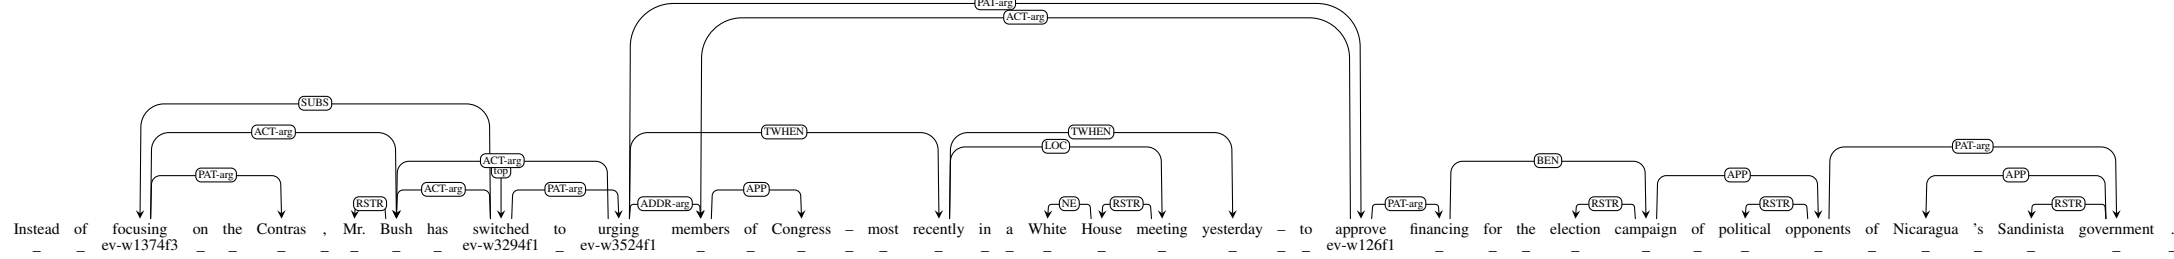 PAT-arg
ACT-arg
SUBS
ACT-arg TWHEN TWHEN
LOC PAT-arg
ACT-arg BEN
top
PAT-arg APP APP
ACT-arg PAT-arg APP
RSTR ADDR-arg NE RSTR PAT-arg RSTR RSTR RSTR
Instead of focusing on the Contras , Mr. Bush has switched to urging members of Congress – most recently in a White House meeting yesterday – to approve financing for the election campaign of political opponents of Nicaragua 's Sandinista government .
_ _ ev-w1374f3 _ _ _ _ _ _ _ ev-w3294f1 _ ev-w3524f1 _ _ _ _ _ _ _ _ _ _ _ _ _ _ ev-w126f1 _ _ _ _ _ _ _ _ _ _ _ _ _ _